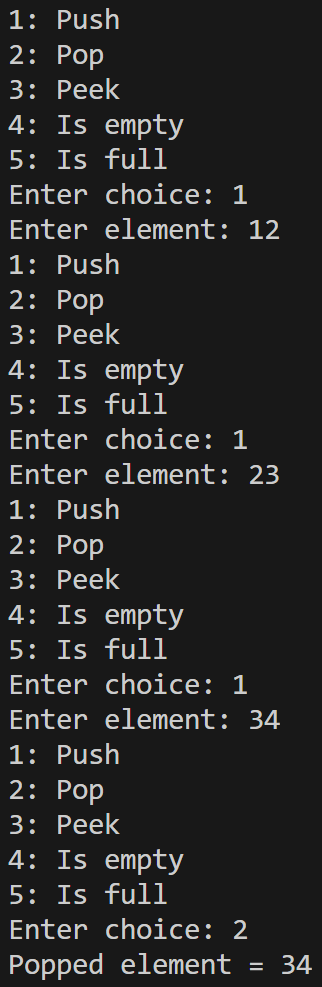 1: Push
2: Pop
3: Peek
4: Is empty
5: Is full
Enter choice: 1
Enter element: 12
1: Push
2: Pop
3: Peek
4: Is empty
5: Is full
Enter choice: 1
Enter element: 23
1: Push
2: Pop
3: Peek
4: Is empty
5: Is full
Enter choice: 1
Enter element: 34
1: Push
2: Pop
3: Peek
4: Is empty
5: Is full
Enter choice: 2
Popped element = 34